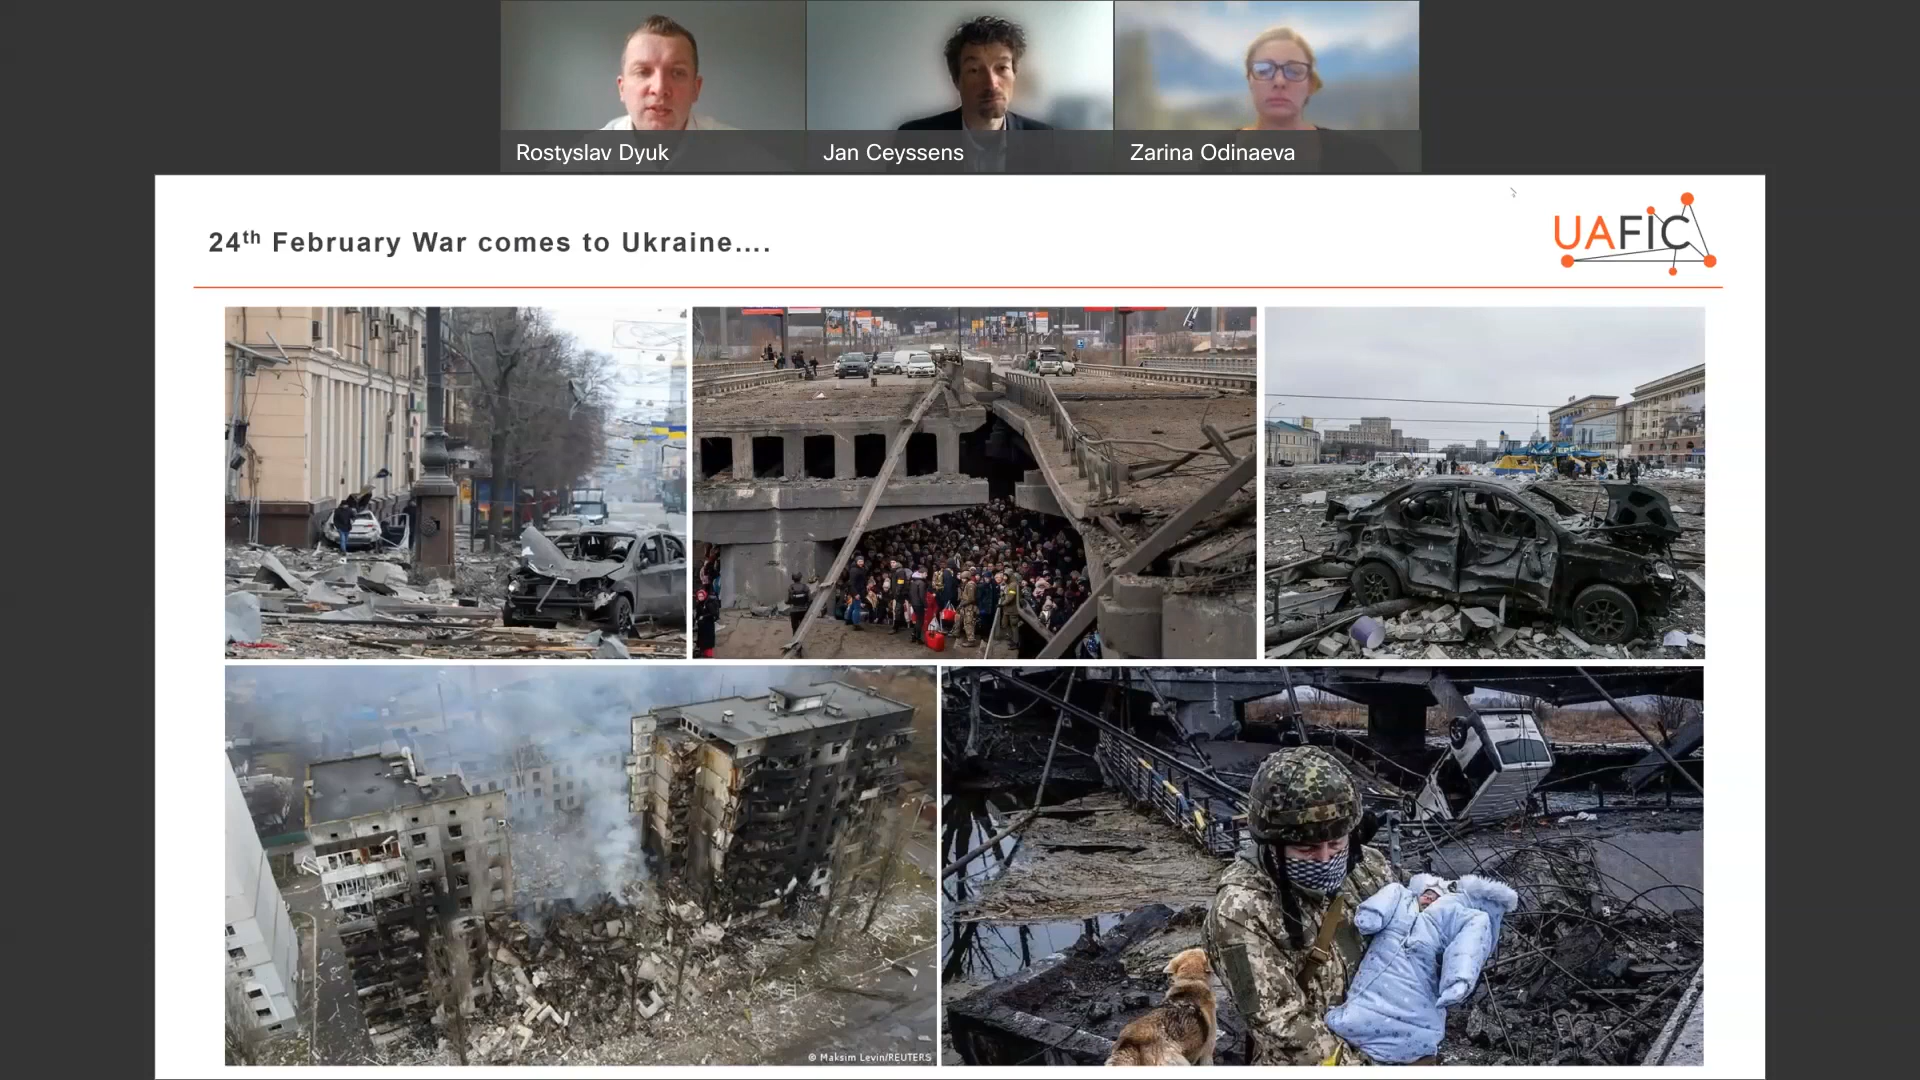 Rostyslav Dyuk
Jan Ceyssens
Zarina Odinaeva
24th February War comes to Ukraine....
UAFIC
© Maksim Levin/REUTERS